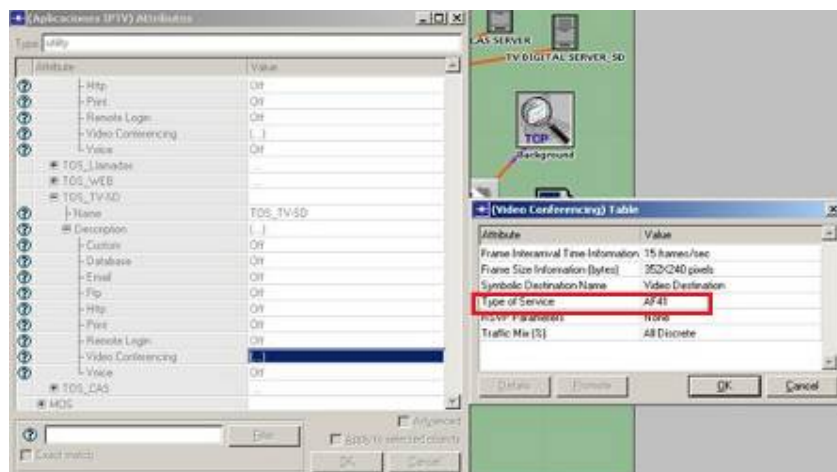 (Aplicaciones IPTV) Attributes
Type: utility
Attribute Value
Http Off
Print Off
Remote Login Off
Video Conferencing (...)
Voice Off
TOS_Llamadas ...
TOS_WEB ...
TOS_TV-SD
Name TOS_TV-SD
Description (...)
Custom Off
Database Off
Email Off
Ftp Off
Http Off
Print Off
Remote Login Off
Video Conferencing (...)
Voice Off
TOS_CAS ...
MOS
Advanced
Filter
Apply to selected objects
Exact match
OK Cancel
CAS SERVER
TV DIGITAL SERVER_SD
TCP
Background
(Video Conferencing) Table
Attribute Value
Frame Interarrival Time Information 15 frames/sec
Frame Size Information (bytes) 352X240 pixels
Symbolic Destination Name Video Destination
Type of Service AF41
RSVP Parameters None
Traffic Mix (%) All Discrete
Details Promote OK Cancel